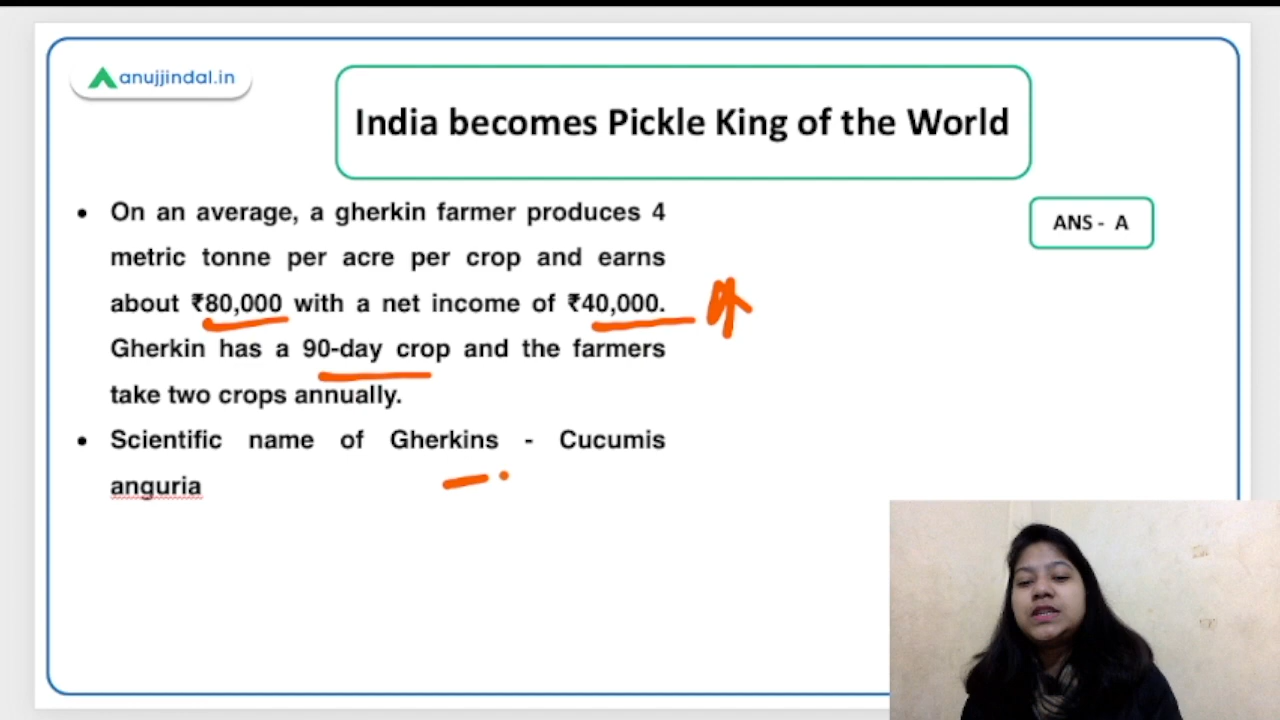 anujjindal.in
India becomes Pickle King of the World
On an average, a gherkin farmer produces 4
metric tonne per acre per crop and earns
about ₹80,000 with a net income of ₹40,000.
Gherkin has a 90-day crop and the farmers
take two crops annually.
Scientific name of Gherkins - Cucumis
anguria
ANS - A